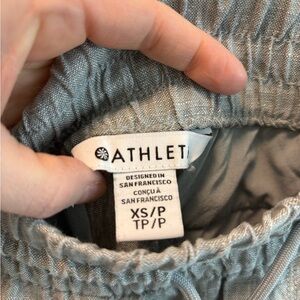 ATHLET
DESIGNED IN
SAN FRANCISCO
CONÇU À
SAN FRANCISCO
XS/P
TP/P